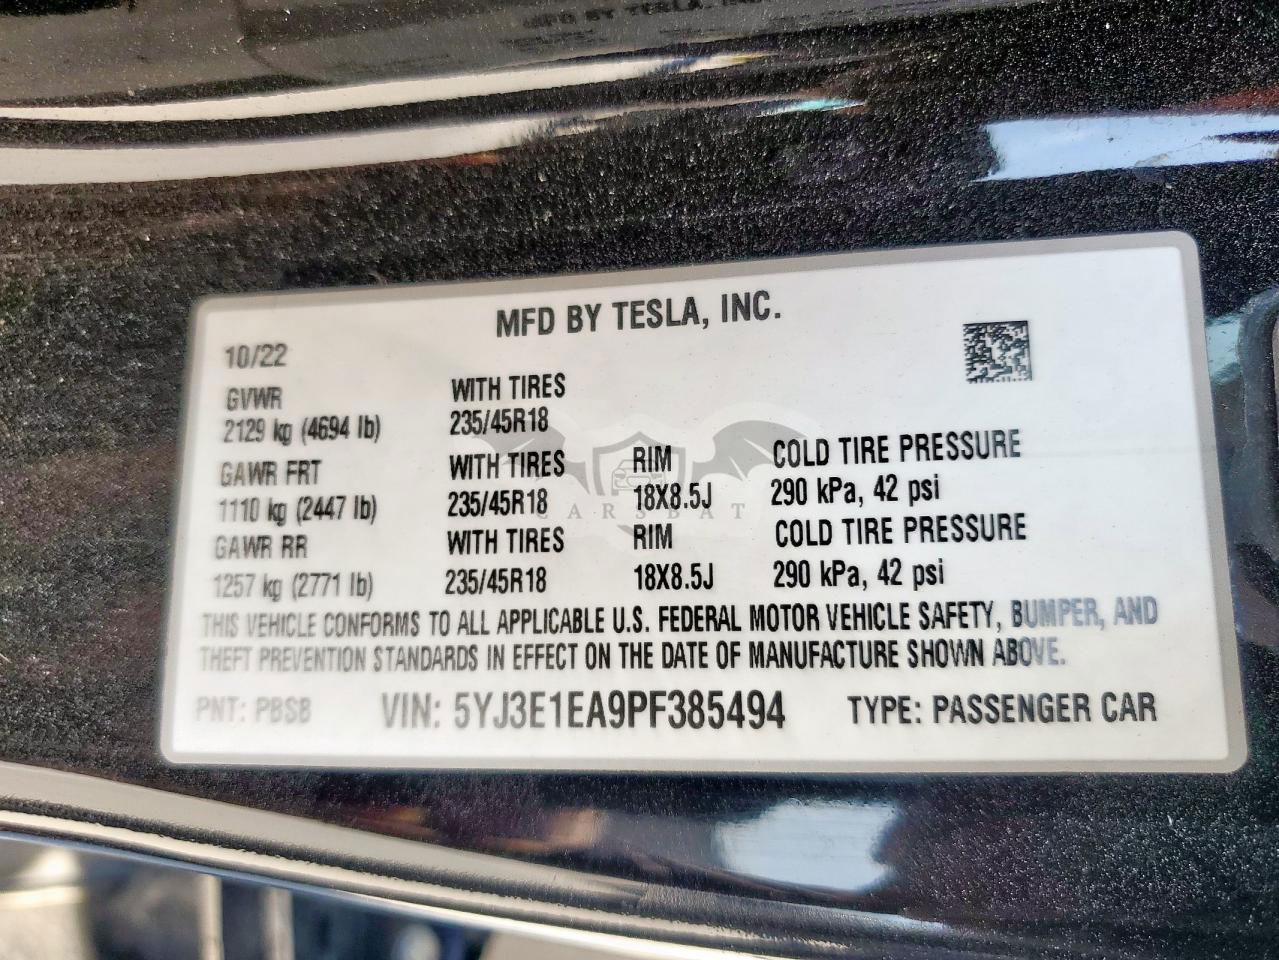 MFD BY TESLA, INC.
10/22
GVWR WITH TIRES
2129 kg (4694 lb) 235/45R18
GAWR FRT WITH TIRES RIM COLD TIRE PRESSURE
1110 kg (2447 lb) 235/45R18 18X8.5J 290 kPa, 42 psi
CARSBAT
GAWR RR WITH TIRES RIM COLD TIRE PRESSURE
1257 kg (2771 lb) 235/45R18 18X8.5J 290 kPa, 42 psi
THIS VEHICLE CONFORMS TO ALL APPLICABLE U.S. FEDERAL MOTOR VEHICLE SAFETY, BUMPER, AND
THEFT PREVENTION STANDARDS IN EFFECT ON THE DATE OF MANUFACTURE SHOWN ABOVE.
PNT: PBSB VIN: 5YJ3E1EA9PF385494 TYPE: PASSENGER CAR